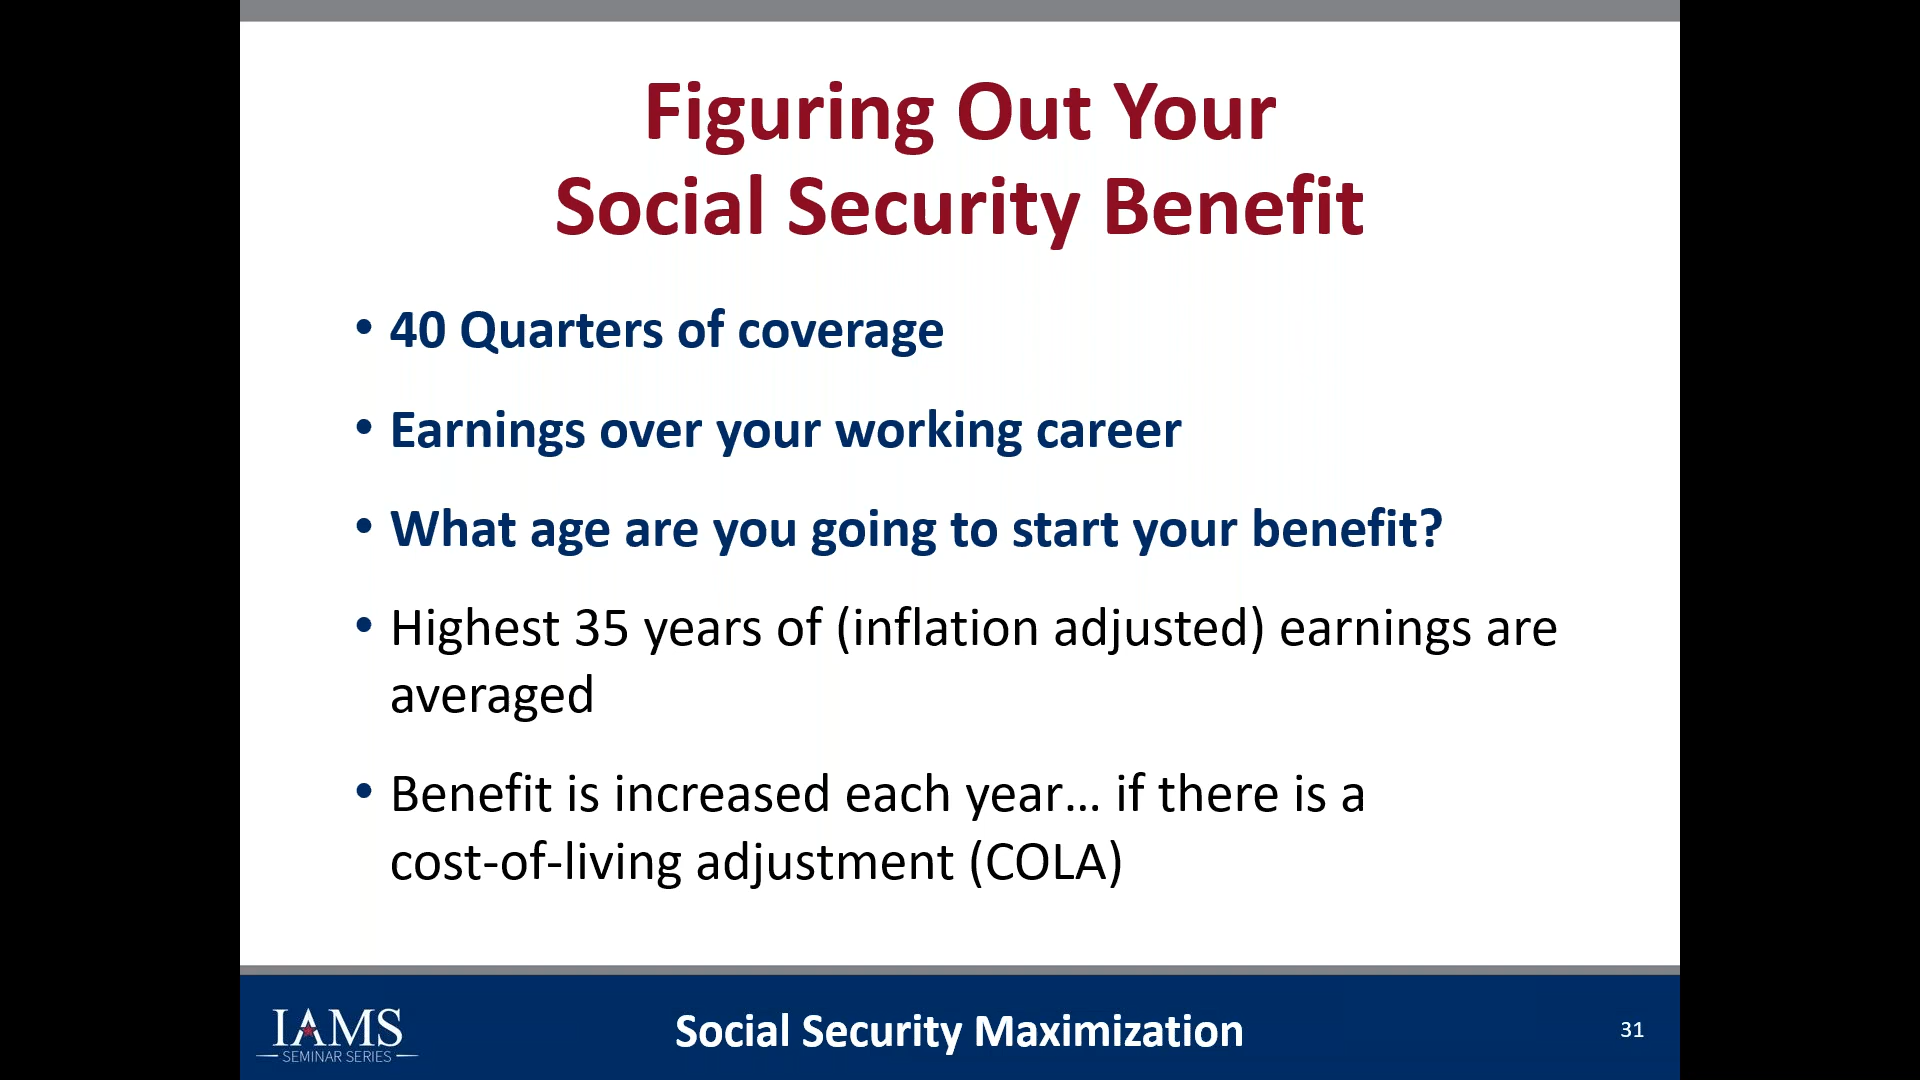 Figuring Out Your
Social Security Benefit
• 40 Quarters of coverage
• Earnings over your working career
• What age are you going to start your benefit?
• Highest 35 years of (inflation adjusted) earnings are
averaged
• Benefit is increased each year... if there is a
cost-of-living adjustment (COLA)
IAMS
SEMINAR SERIES
Social Security Maximization
31